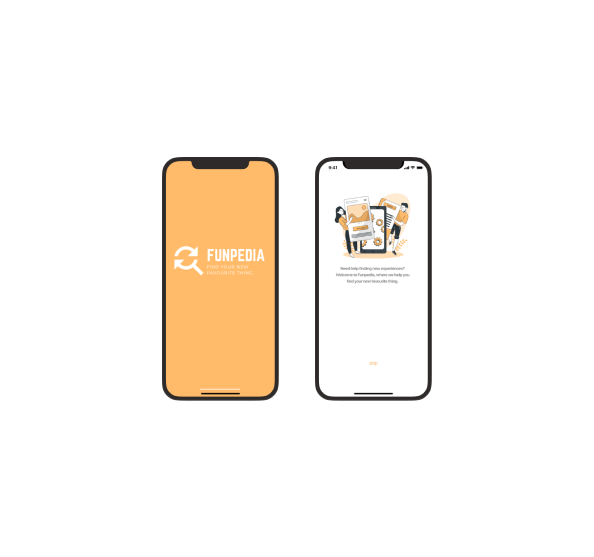 FUNPEDIA
FIND YOUR NEW
FAVOURITE THING
9:41
Need help finding new experiences?
Welcome to Funpedia, where we help you
find your new favourite thing.
skip